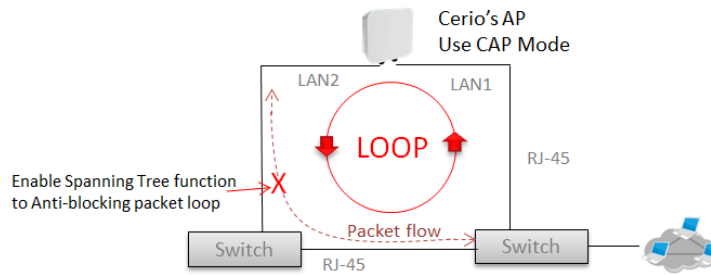 Cerio's AP
Use CAP Mode
LAN2
LAN1
LOOP
RJ-45
Enable Spanning Tree function
to Anti-blocking packet loop
X
Packet flow
Switch
Switch
RJ-45